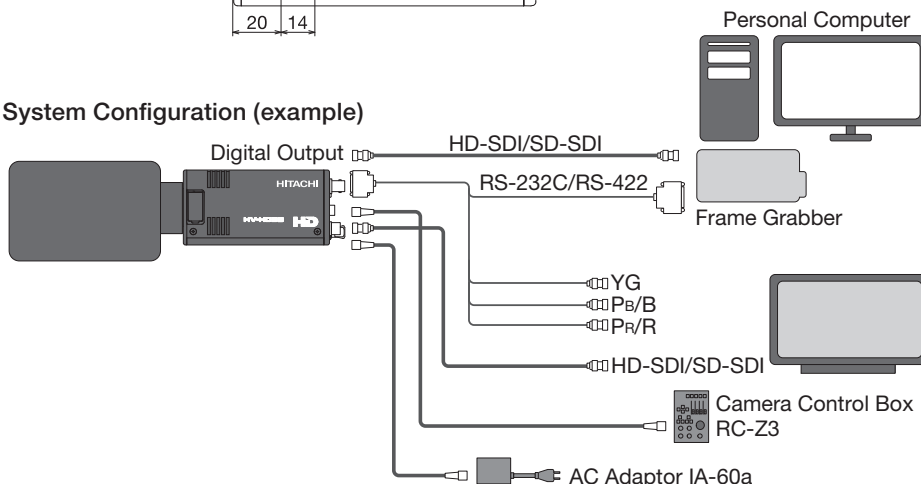 20 14
Personal Computer
System Configuration (example)
Digital Output
HD-SDI/SD-SDI
HITACHI
HD
RS-232C/RS-422
Frame Grabber
YG
PB/B
PR/R
HD-SDI/SD-SDI
Camera Control Box
RC-Z3
AC Adaptor IA-60a